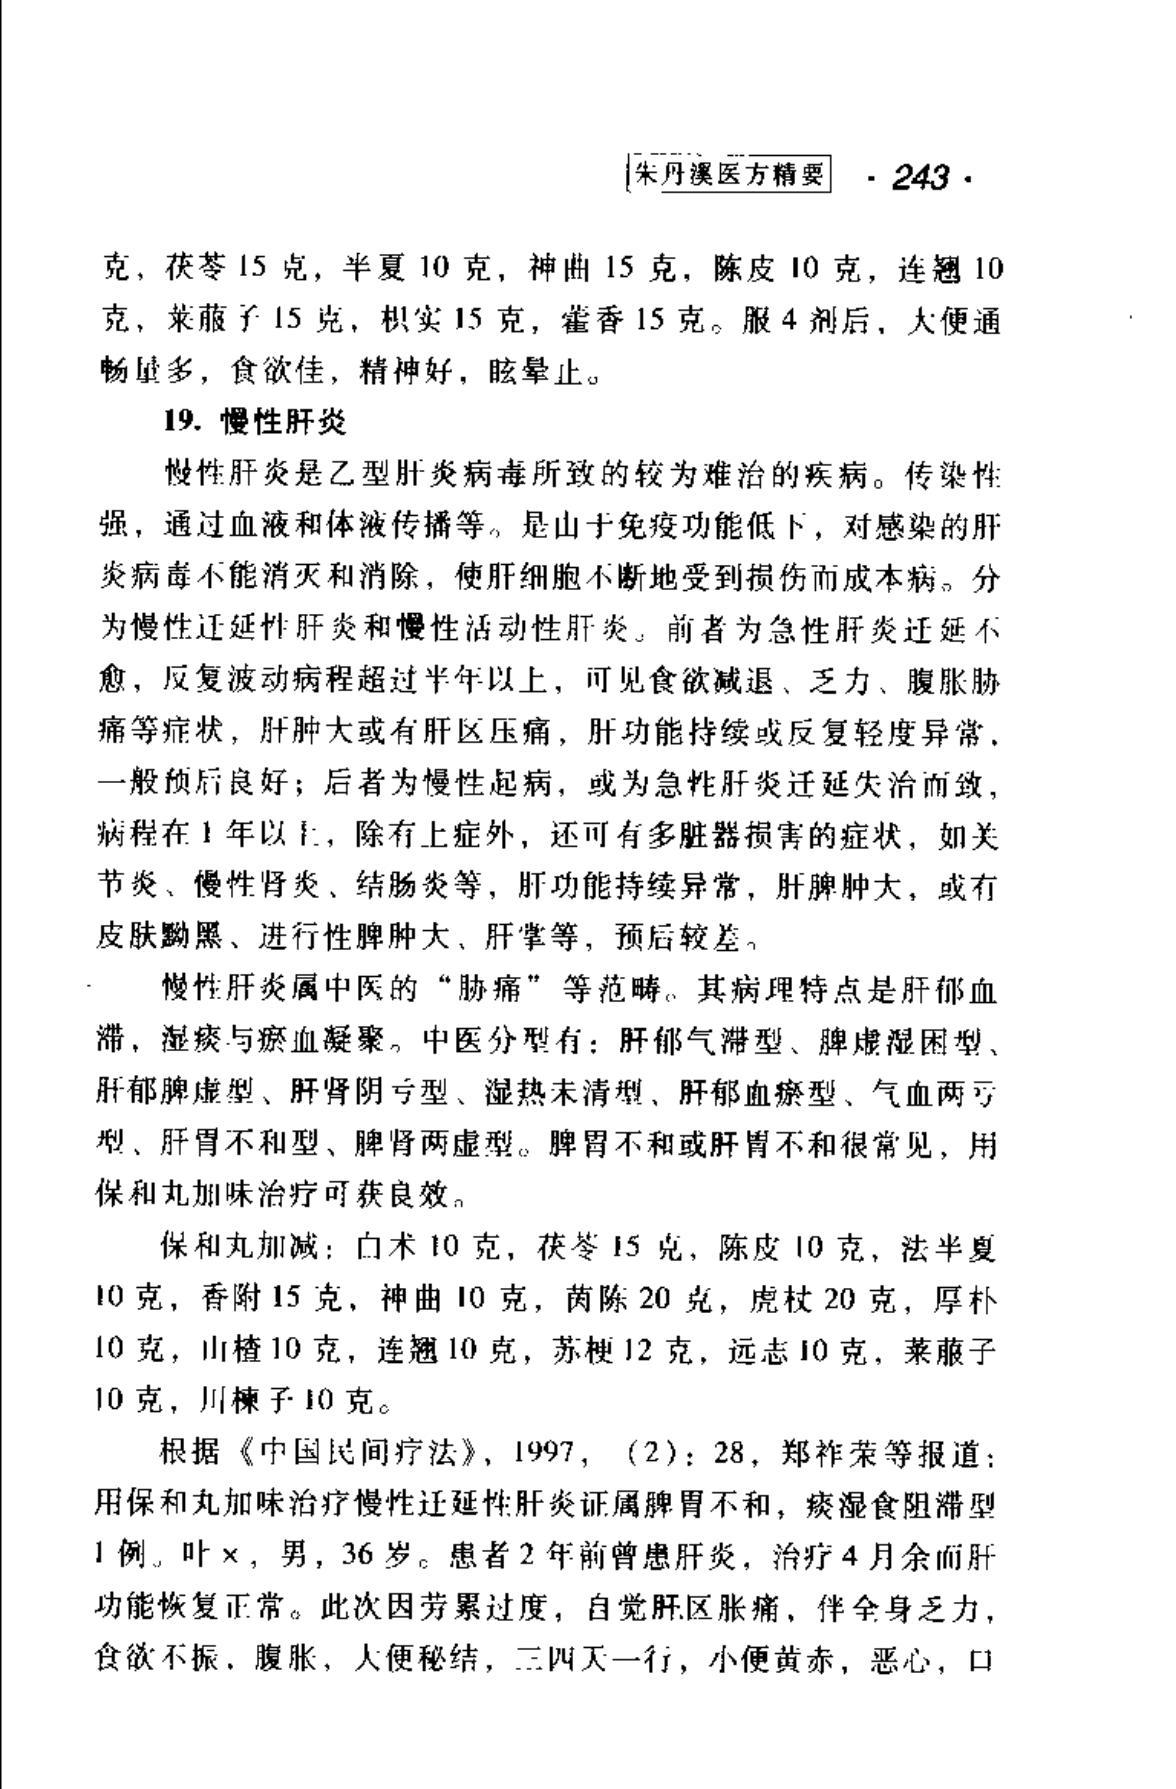 朱丹溪医方精要 · 243 ·
克，茯苓 15 克，半夏 10 克，神曲 15 克，陈皮 10 克，连翘 10
克，莱菔子 15 克，枳实 15 克，藿香 15 克。服 4 剂后，大便通
畅量多，食欲佳，精神好，眩晕止。
19. 慢性肝炎
慢性肝炎是乙型肝炎病毒所致的较为难治的疾病。传染性
强，通过血液和体液传播等。是由于免疫功能低下，对感染的肝
炎病毒不能消灭和消除，使肝细胞不断地受到损伤而成本病。分
为慢性迁延性肝炎和慢性活动性肝炎。前者为急性肝炎迁延不
愈，反复波动病程超过半年以上，可见食欲减退、乏力、腹胀胁
痛等症状，肝肿大或有肝区压痛，肝功能持续或反复轻度异常，
一般预后良好；后者为慢性起病，或为急性肝炎迁延失治而致，
病程在 1 年以上，除有上症外，还可有多脏器损害的症状，如关
节炎、慢性肾炎、结肠炎等，肝功能持续异常，肝脾肿大，或有
皮肤黝黑、进行性脾肿大、肝掌等，预后较差。
慢性肝炎属中医的“胁痛”等范畴。其病理特点是肝郁血
滞，湿痰与瘀血凝聚。中医分型有：肝郁气滞型、脾虚湿困型、
肝郁脾虚型、肝肾阴亏型、湿热未清型、肝郁血瘀型、气血两亏
型、肝胃不和型、脾肾两虚型。脾胃不和或肝胃不和很常见，用
保和丸加味治疗可获良效。
保和丸加减：白术 10 克，茯苓 15 克，陈皮 10 克，法半夏
10 克，香附 15 克，神曲 10 克，茵陈 20 克，虎杖 20 克，厚朴
10 克，山楂 10 克，连翘 10 克，苏梗 12 克，远志 10 克，莱菔子
10 克，川楝子 10 克。
根据《中国民间疗法》，1997，（2）：28，郑祚荣等报道：
用保和丸加味治疗慢性迁延性肝炎证属脾胃不和，痰湿食阻滞型
1 例。叶×，男，36 岁。患者 2 年前曾患肝炎，治疗 4 月余而肝
功能恢复正常。此次因劳累过度，自觉肝区胀痛，伴全身乏力，
食欲不振，腹胀，大便秘结，三四天一行，小便黄赤，恶心，口